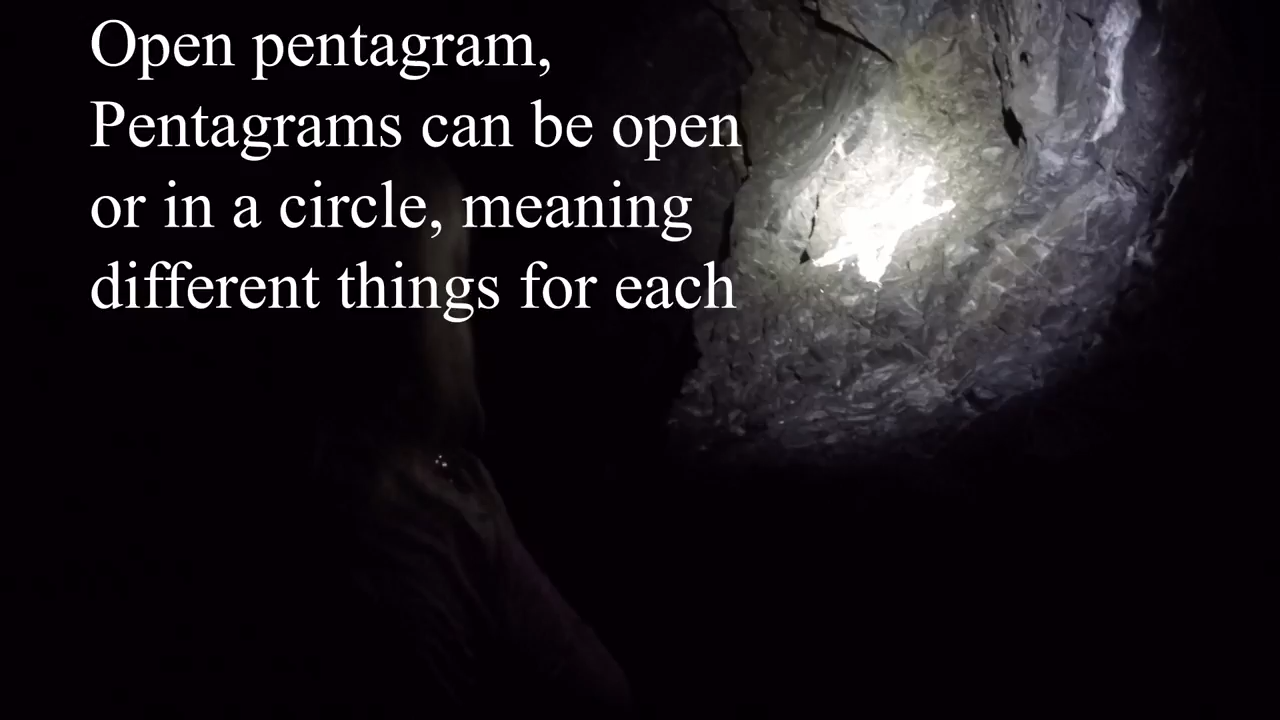 Open pentagram,
Pentagrams can be open
or in a circle, meaning
different things for each